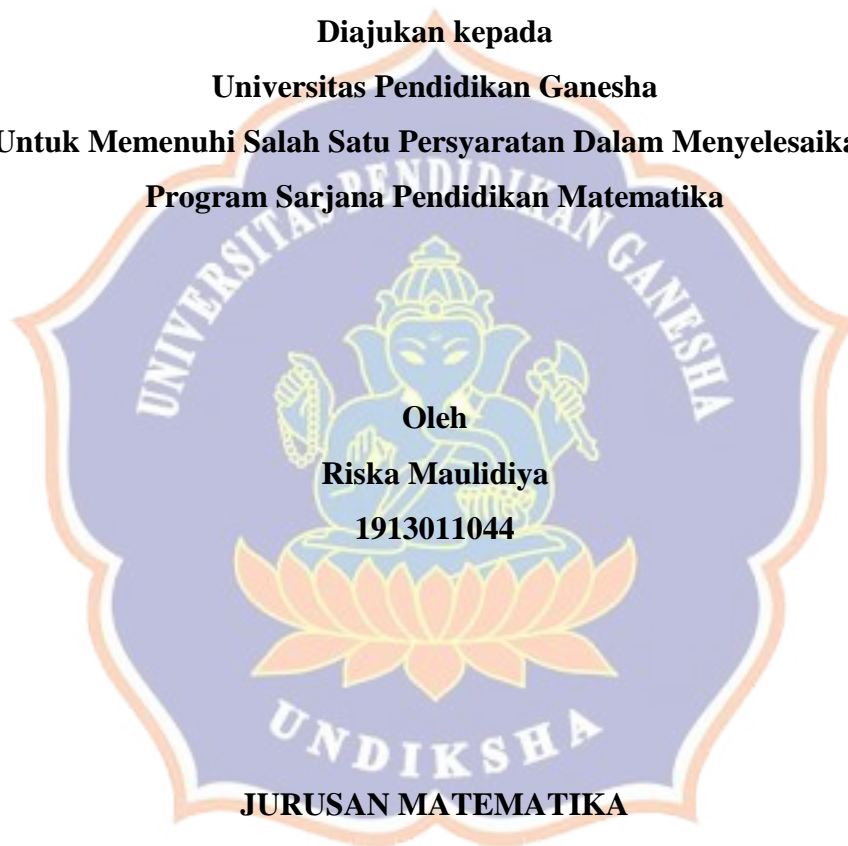 Diajukan kepada
Universitas Pendidikan Ganesha
Untuk Memenuhi Salah Satu Persyaratan Dalam Menyelesaika
Program Sarjana Pendidikan Matematika
UNIVERSITAS PENDIDIKAN GANESHA
Oleh
Riska Maulidiya
1913011044
UNDIKSHA
JURUSAN MATEMATIKA